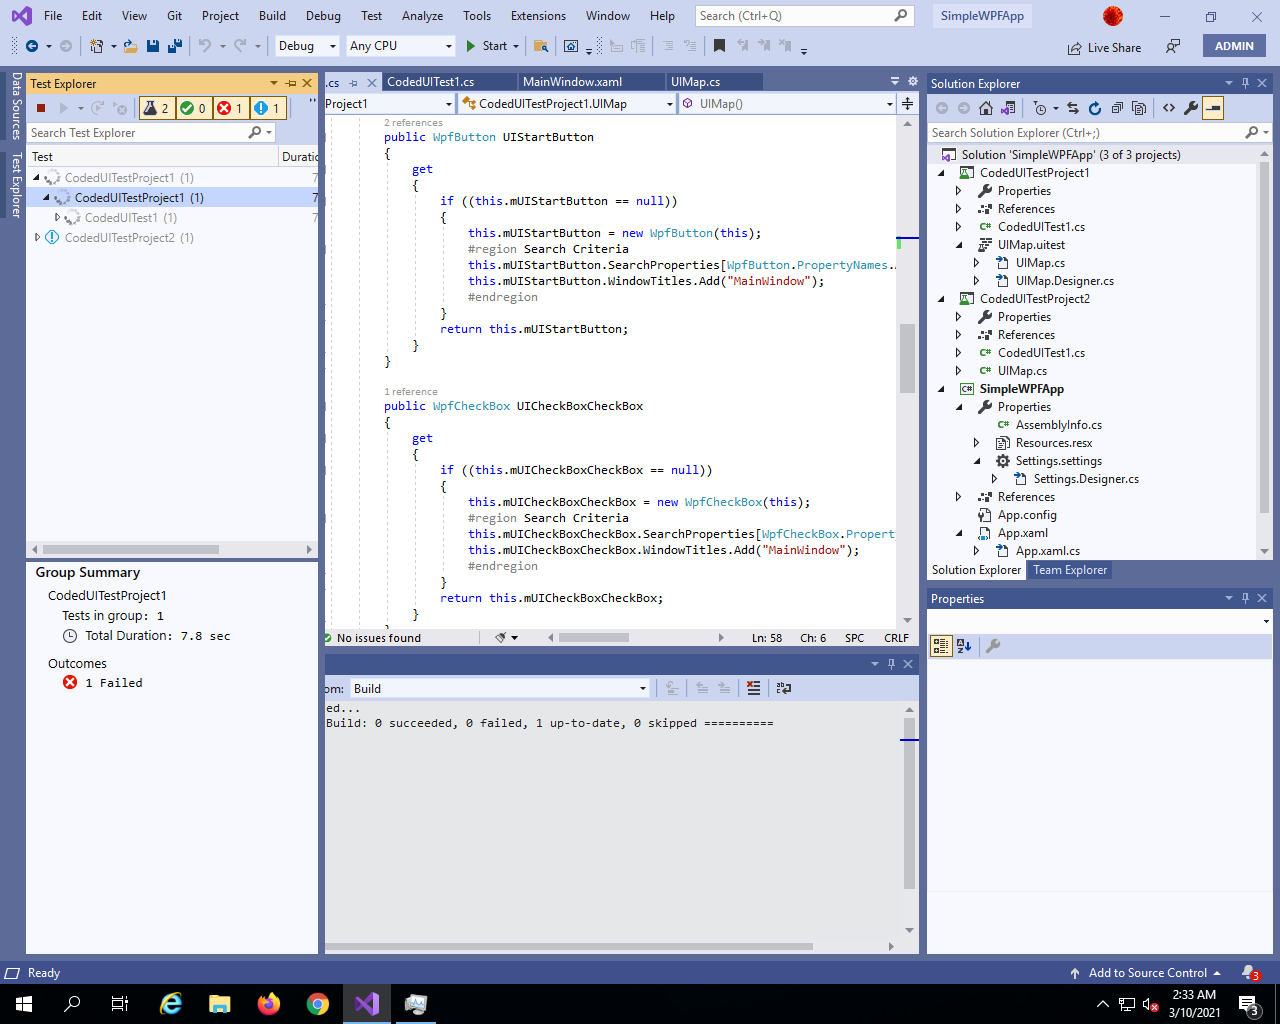 File Edit View Git Project Build Debug Test Analyze Tools Extensions Window Help Search (Ctrl+Q) SimpleWPFApp
Debug Any CPU Start Live Share ADMIN
Data Sources
Test Explorer
Test Explorer
2 0 1 1
Search Test Explorer
Test Duratic
CodedUITestProject1 (1) 7
CodedUITestProject1 (1) 7
CodedUITest1 (1) 7
CodedUITestProject2 (1)
Group Summary
CodedUITestProject1
Tests in group: 1
Total Duration: 7.8 sec
Outcomes
1 Failed
.cs CodedUITest1.cs MainWindow.xaml UIMap.cs
Project1 CodedUITestProject1.UIMap UIMap()
2 references
public WpfButton UIStartButton
{
get
{
if ((this.mUIStartButton == null))
{
this.mUIStartButton = new WpfButton(this);
#region Search Criteria
this.mUIStartButton.SearchProperties[WpfButton.PropertyNames.
this.mUIStartButton.WindowTitles.Add("MainWindow");
#endregion
}
return this.mUIStartButton;
}
}
1 reference
public WpfCheckBox UICheckBoxCheckBox
{
get
{
if ((this.mUICheckBoxCheckBox == null))
{
this.mUICheckBoxCheckBox = new WpfCheckBox(this);
#region Search Criteria
this.mUICheckBoxCheckBox.SearchProperties[WpfCheckBox.Propert
this.mUICheckBoxCheckBox.WindowTitles.Add("MainWindow");
#endregion
}
return this.mUICheckBoxCheckBox;
}
No issues found Ln: 58 Ch: 6 SPC CRLF
om: Build
ed...
Build: 0 succeeded, 0 failed, 1 up-to-date, 0 skipped ==========
Solution Explorer
Search Solution Explorer (Ctrl+;)
Solution 'SimpleWPFApp' (3 of 3 projects)
CodedUITestProject1
Properties
References
CodedUITest1.cs
UIMap.uitest
UIMap.cs
UIMap.Designer.cs
CodedUITestProject2
Properties
References
CodedUITest1.cs
UIMap.cs
SimpleWPFApp
Properties
AssemblyInfo.cs
Resources.resx
Settings.settings
Settings.Designer.cs
References
App.config
App.xaml
App.xaml.cs
Solution Explorer Team Explorer
Properties
Ready Add to Source Control 3
2:33 AM
3/10/2021 3